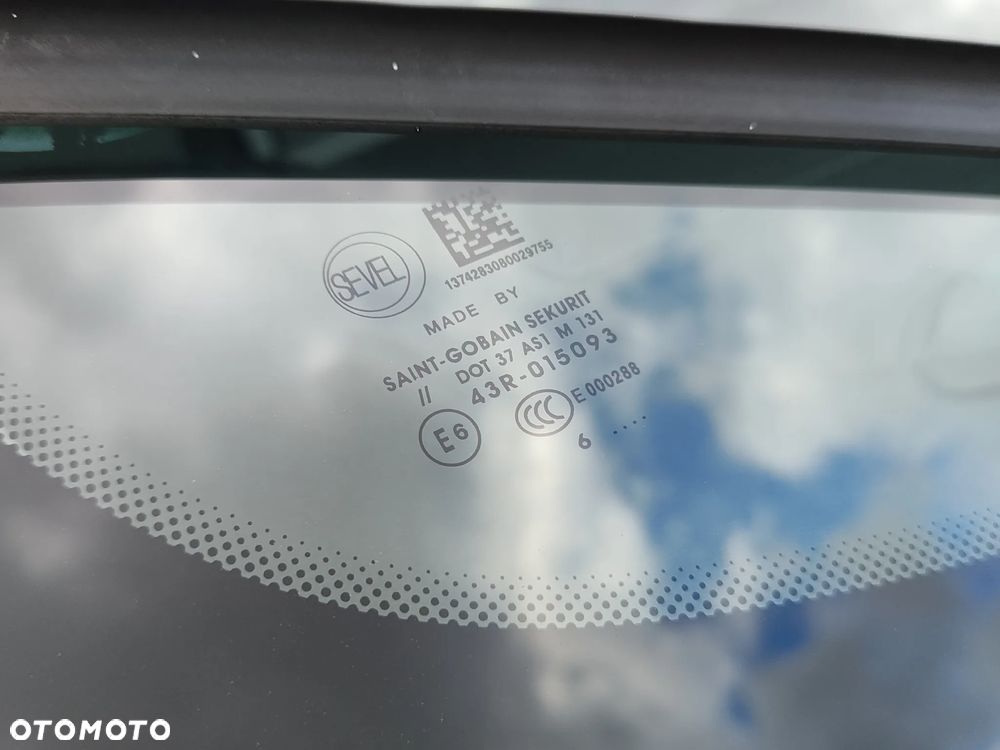 SEVEL
1374283080029755
MADE BY
SAINT-GOBAIN SEKURIT
// DOT 37 AS1 M 131
43R-015093
E6 CCC E000288
6 .....
OTOMOTO